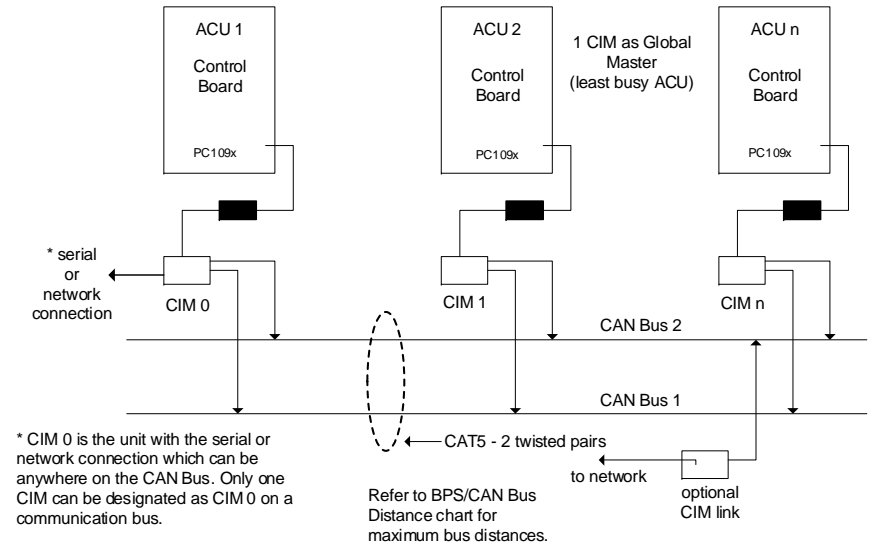 ACU 1
Control
Board
PC109x
ACU 2
Control
Board
PC109x
1 CIM as Global
Master
(least busy ACU)
ACU n
Control
Board
PC109x
* serial
or
network
connection
CIM 0
CIM 1
CIM n
CAN Bus 2
CAN Bus 1
* CIM 0 is the unit with the serial or
network connection which can be
anywhere on the CAN Bus. Only one
CIM can be designated as CIM 0 on a
communication bus.
CAT5 - 2 twisted pairs
to network
optional
CIM link
Refer to BPS/CAN Bus
Distance chart for
maximum bus distances.